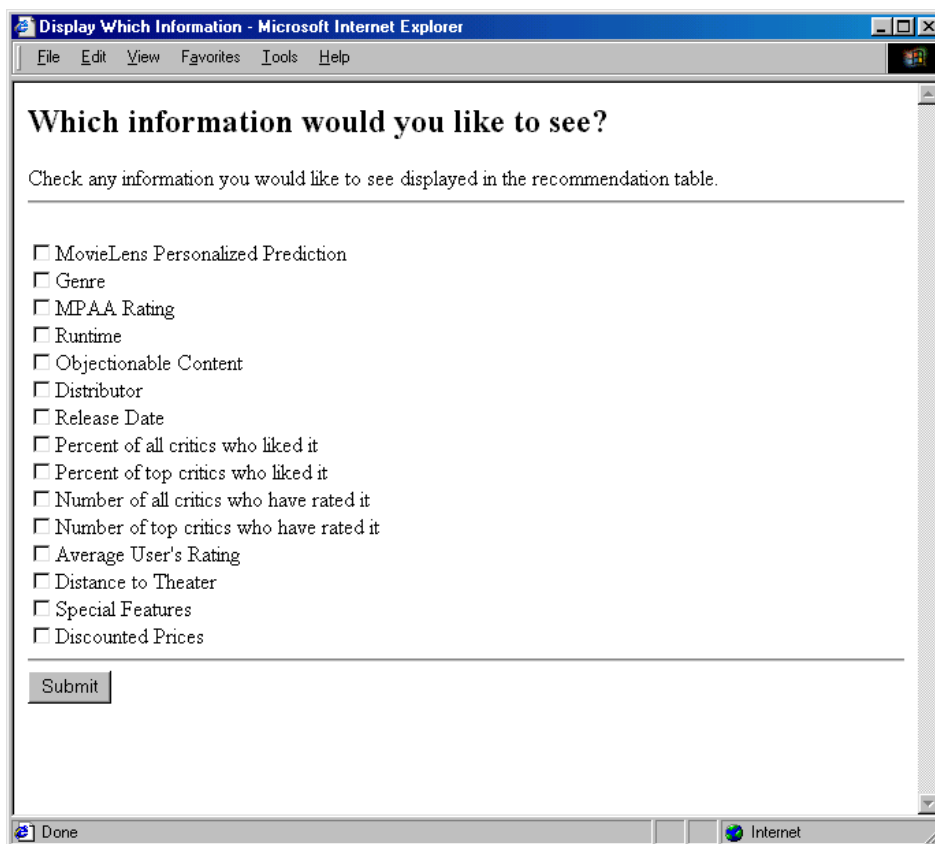 Display Which Information - Microsoft Internet Explorer
File Edit View Favorites Tools Help
Which information would you like to see?
Check any information you would like to see displayed in the recommendation table.
MovieLens Personalized Prediction
Genre
MPAA Rating
Runtime
Objectionable Content
Distributor
Release Date
Percent of all critics who liked it
Percent of top critics who liked it
Number of all critics who have rated it
Number of top critics who have rated it
Average User's Rating
Distance to Theater
Special Features
Discounted Prices
Submit
Done Internet